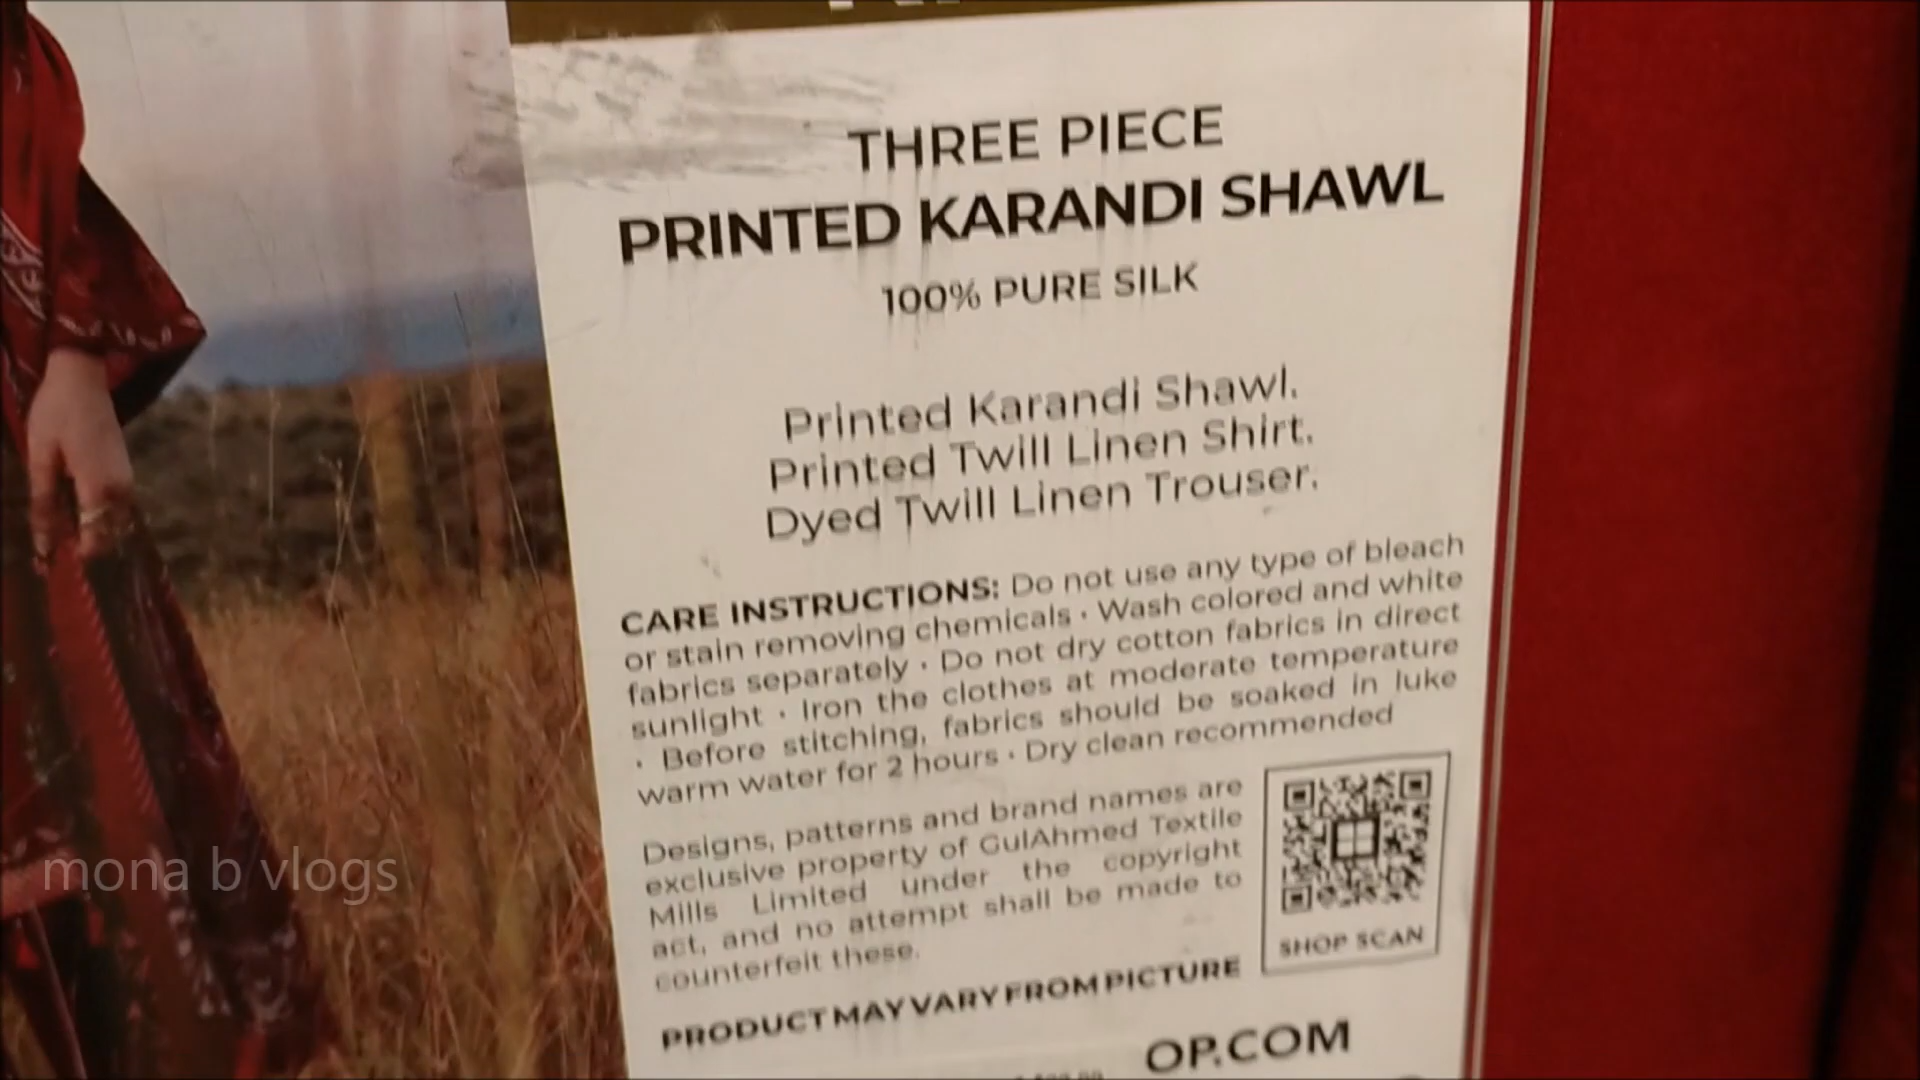 THREE PIECE
PRINTED KARANDI SHAWL
100% PURE SILK
Printed Karandi Shawl.
Printed Twill Linen Shirt.
Dyed Twill Linen Trouser.
CARE INSTRUCTIONS: Do not use any type of bleach
or stain removing chemicals • Wash colored and white
fabrics separately • Do not dry cotton fabrics in direct
sunlight • Iron the clothes at moderate temperature
• Before stitching, fabrics should be soaked in luke
warm water for 2 hours • Dry clean recommended
Designs, patterns and brand names are
exclusive property of GulAhmed Textile
Mills Limited under the copyright
act, and no attempt shall be made to
counterfeit these.
SHOP SCAN
PRODUCT MAY VARY FROM PICTURE
OP.COM
mona b vlogs